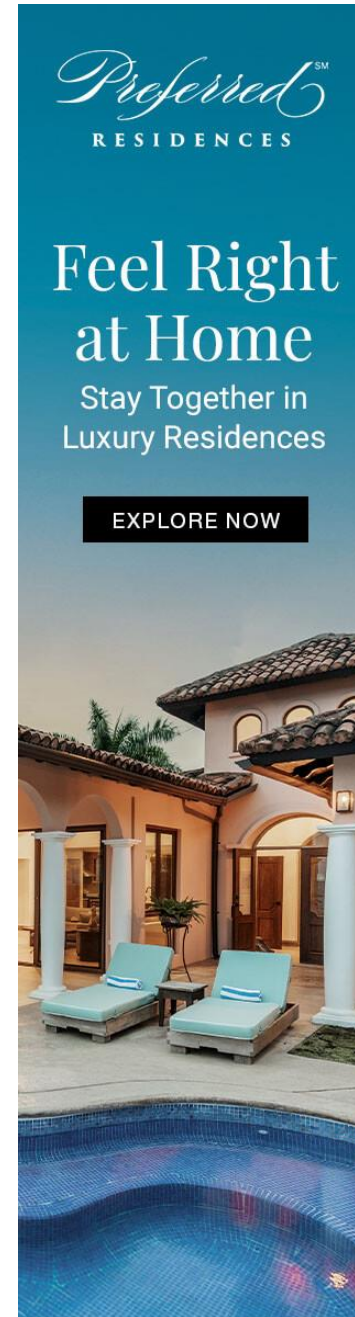 Preferred℠
RESIDENCES
Feel Right
at Home
Stay Together in
Luxury Residences
EXPLORE NOW